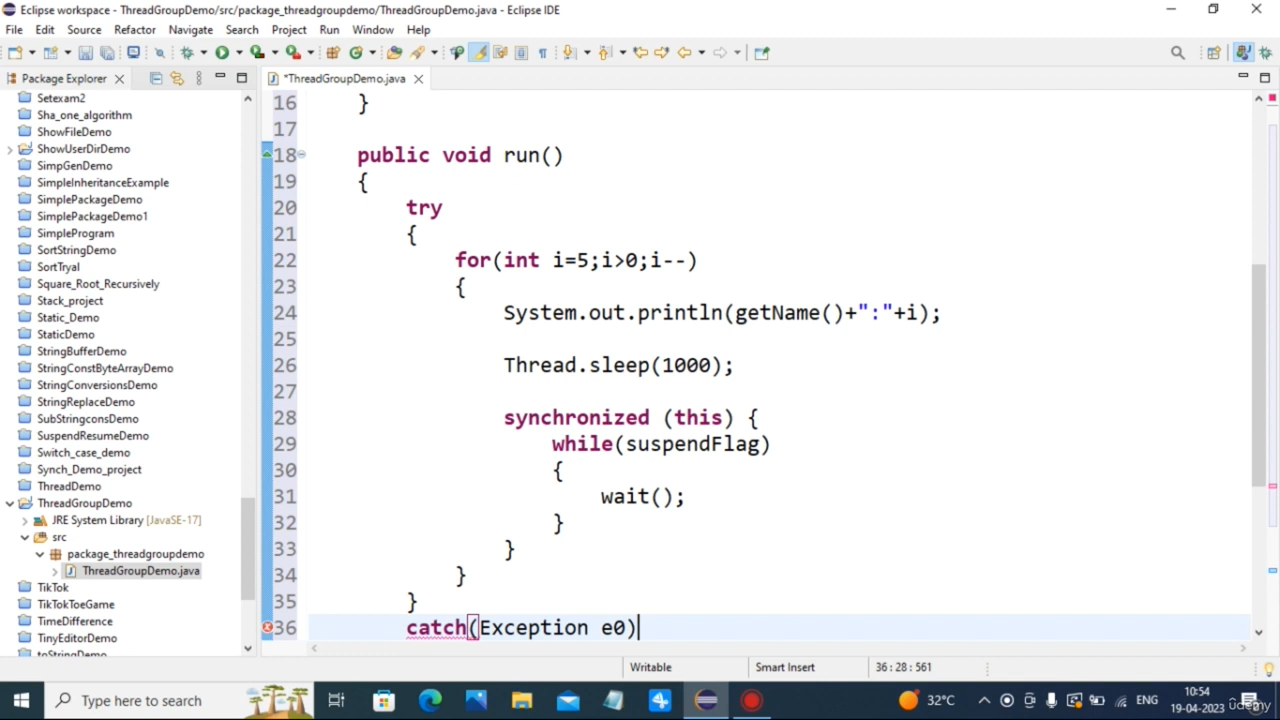 Eclipse workspace - ThreadGroupDemo/src/package_threadgroupdemo/ThreadGroupDemo.java - Eclipse IDE
File Edit Source Refactor Navigate Search Project Run Window Help
Package Explorer
*ThreadGroupDemo.java
Setexam2
Sha_one_algorithm
ShowFileDemo
ShowUserDirDemo
SimpGenDemo
SimpleInheritanceExample
SimplePackageDemo
SimplePackageDemo1
SimpleProgram
SortStringDemo
SortTryal
Square_Root_Recursively
Stack_project
Static_Demo
StaticDemo
StringBufferDemo
StringConstByteArrayDemo
StringConversionsDemo
StringReplaceDemo
SubStringconsDemo
SuspendResumeDemo
Switch_case_demo
Synch_Demo_project
ThreadDemo
ThreadGroupDemo
JRE System Library [JavaSE-17]
src
package_threadgroupdemo
ThreadGroupDemo.java
TikTok
TikTokToeGame
TimeDifference
TinyEditorDemo
toStringDemo
16 }
17
18 public void run()
19 {
20 try
21 {
22 for(int i=5;i>0;i--)
23 {
24 System.out.println(getName()+":"+i);
25
26 Thread.sleep(1000);
27
28 synchronized (this) {
29 while(suspendFlag)
30 {
31 wait();
32 }
33 }
34 }
35 }
36 catch(Exception e0)
Writable Smart Insert 36 : 28 : 561
Type here to search
32°C
ENG
10:54
19-04-2023
ûdemy